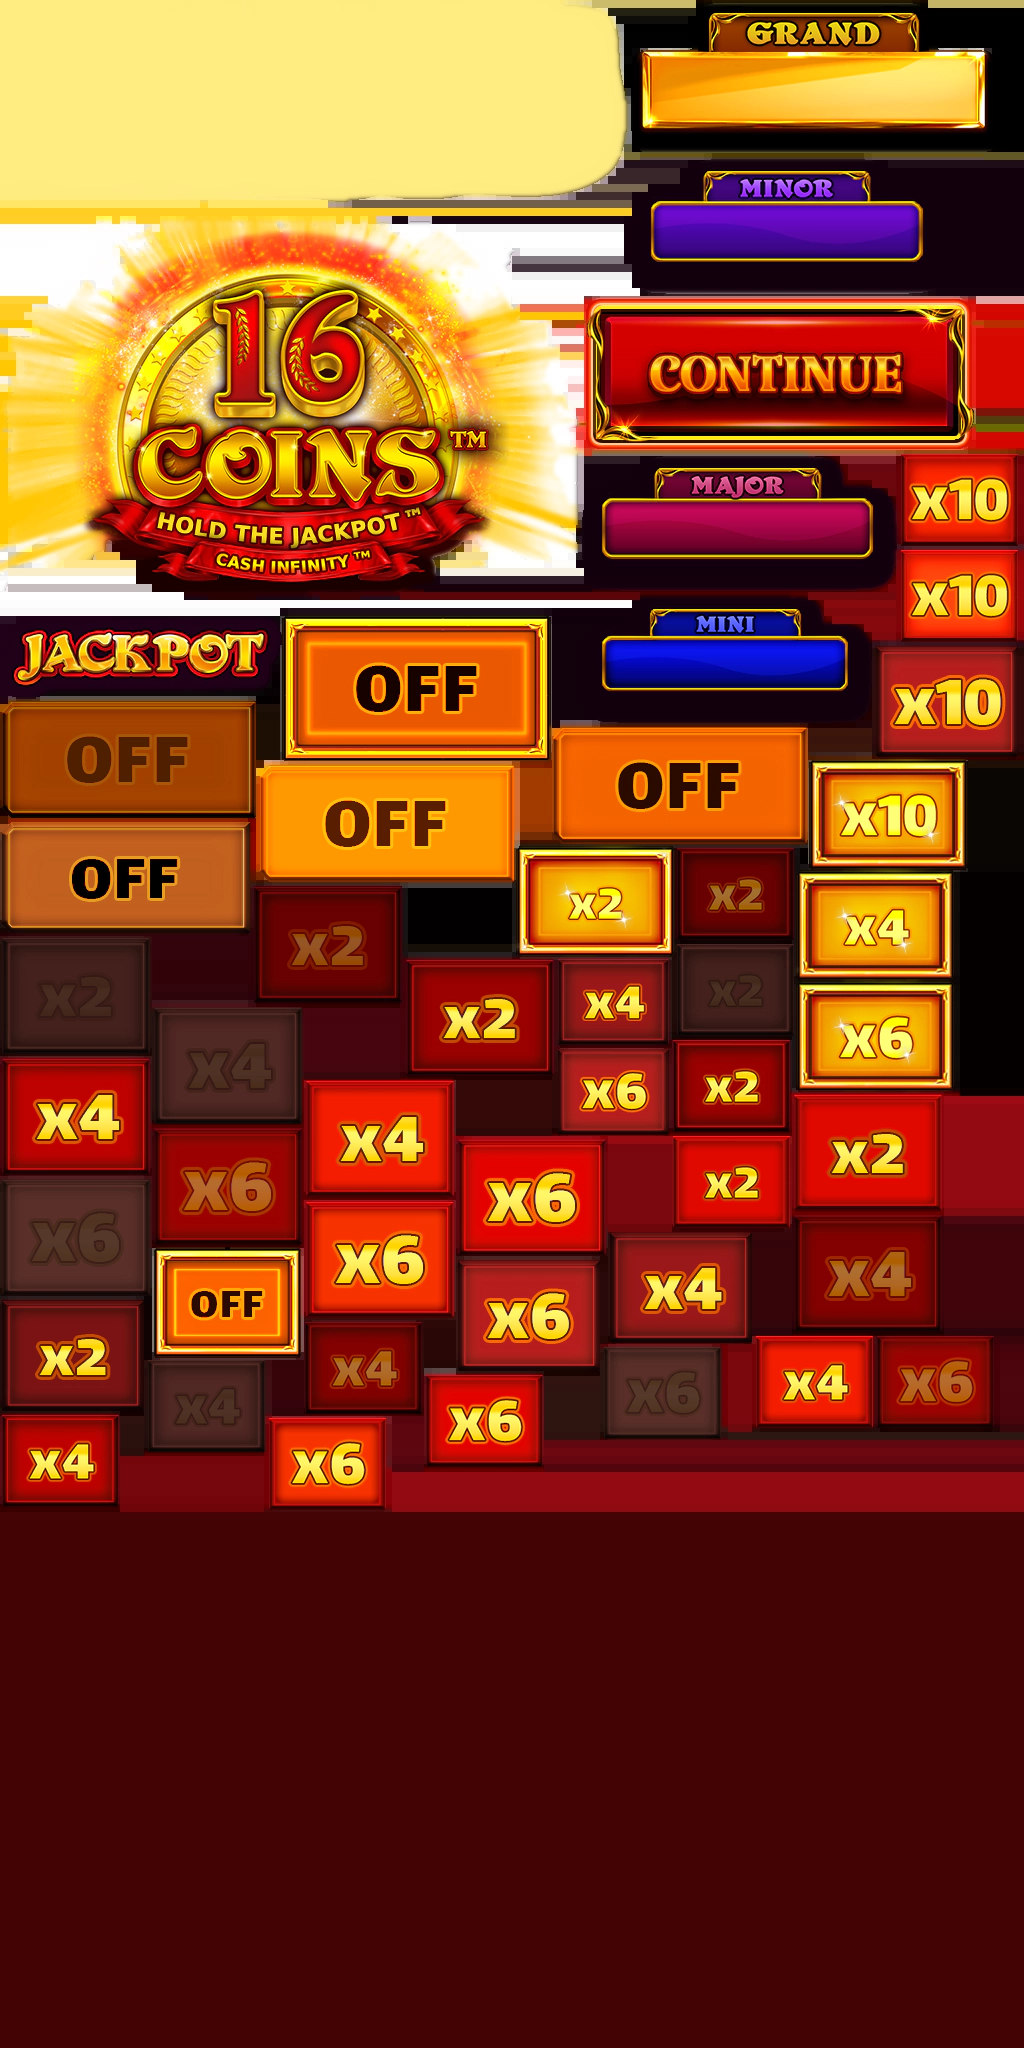 GRAND
MINOR
16
COINS™
HOLD THE JACKPOT™
CASH INFINITY™
CONTINUE
MAJOR
x10
x10
MINI
JACKPOT
OFF
x10
OFF
OFF
OFF
x10
OFF
x2
x2
x4
x2
x2
x4
x2
x2
x6
x4
x6
x2
x4
x4
x2
x6
x2
x6
x6
x4
x6
x4
OFF
x6
x2
x4
x4
x6
x4
x6
x4
x6
x4
x6